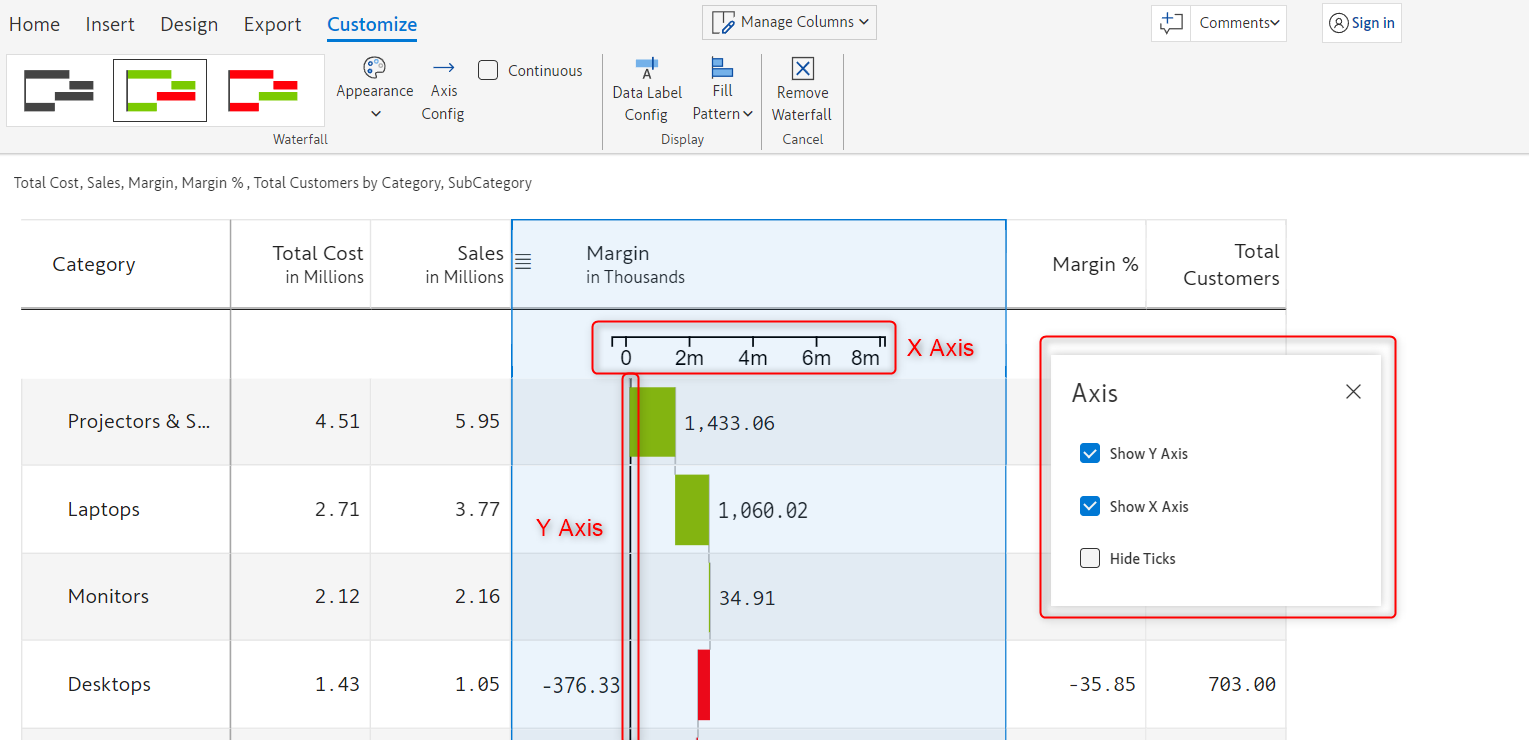 Home Insert Design Export Customize
Manage Columns
Comments
Sign in
Appearance
Axis
Config
Continuous
Waterfall
Data Label
Config
Fill
Pattern
Display
Remove
Waterfall
Cancel
Total Cost, Sales, Margin, Margin % , Total Customers by Category, SubCategory
Category
Total Cost
in Millions
Sales
in Millions
Margin
in Thousands
Margin %
Total
Customers
0 2m 4m 6m 8m
X Axis
Projectors & S... 4.51 5.95 1,433.06
Laptops 2.71 3.77 1,060.02
Y Axis
Monitors 2.12 2.16 34.91
Desktops 1.43 1.05 -376.33 -35.85 703.00
Axis
Show Y Axis
Show X Axis
Hide Ticks